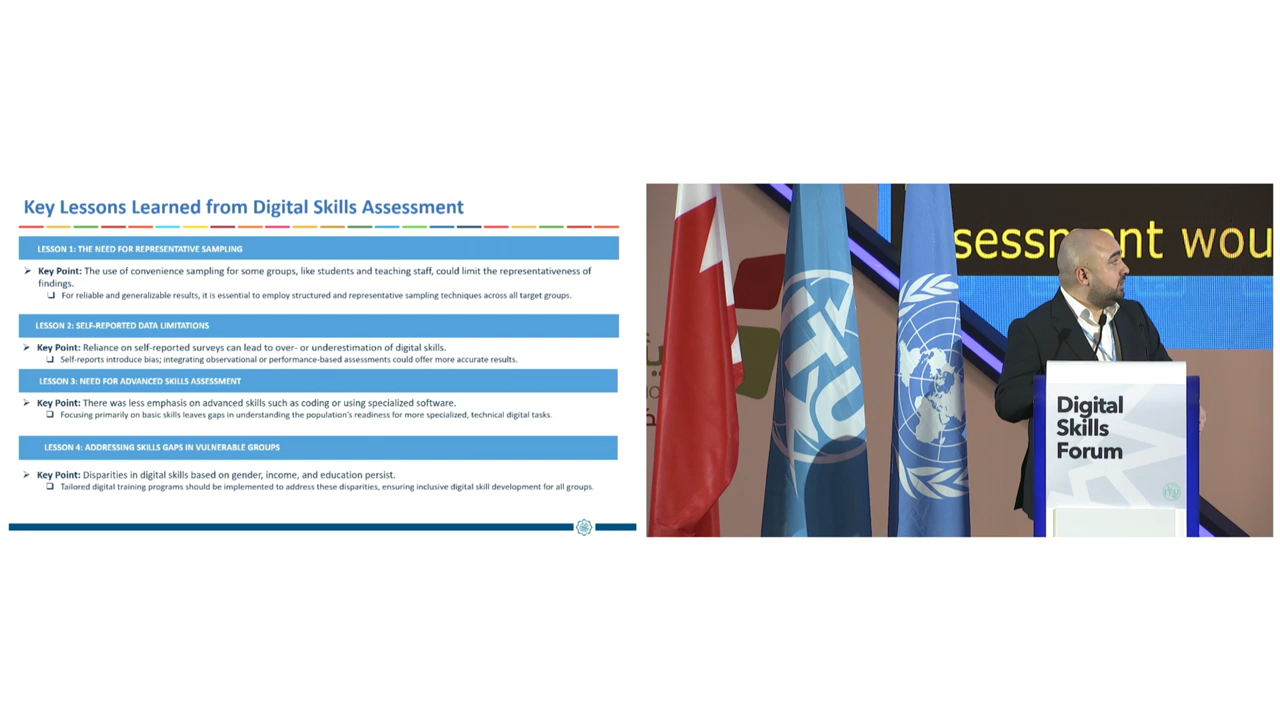 Key Lessons Learned from Digital Skills Assessment
LESSON 1: THE NEED FOR REPRESENTATIVE SAMPLING
Key Point: The use of convenience sampling for some groups, like students and teaching staff, could limit the representativeness of
findings.
For reliable and generalizable results, it is essential to employ structured and representative sampling techniques across all target groups.
LESSON 2: SELF-REPORTED DATA LIMITATIONS
Key Point: Reliance on self-reported surveys can lead to over- or underestimation of digital skills.
Self-reports introduce bias; integrating observational or performance-based assessments could offer more accurate results.
LESSON 3: NEED FOR ADVANCED SKILLS ASSESSMENT
Key Point: There was less emphasis on advanced skills such as coding or using specialized software.
Focusing primarily on basic skills leaves gaps in understanding the population's readiness for more specialized, technical digital tasks.
LESSON 4: ADDRESSING SKILLS GAPS IN VULNERABLE GROUPS
Key Point: Disparities in digital skills based on gender, income, and education persist.
Tailored digital training programs should be implemented to address these disparities, ensuring inclusive digital skill development for all groups.
ITU
Digital
Skills
Forum